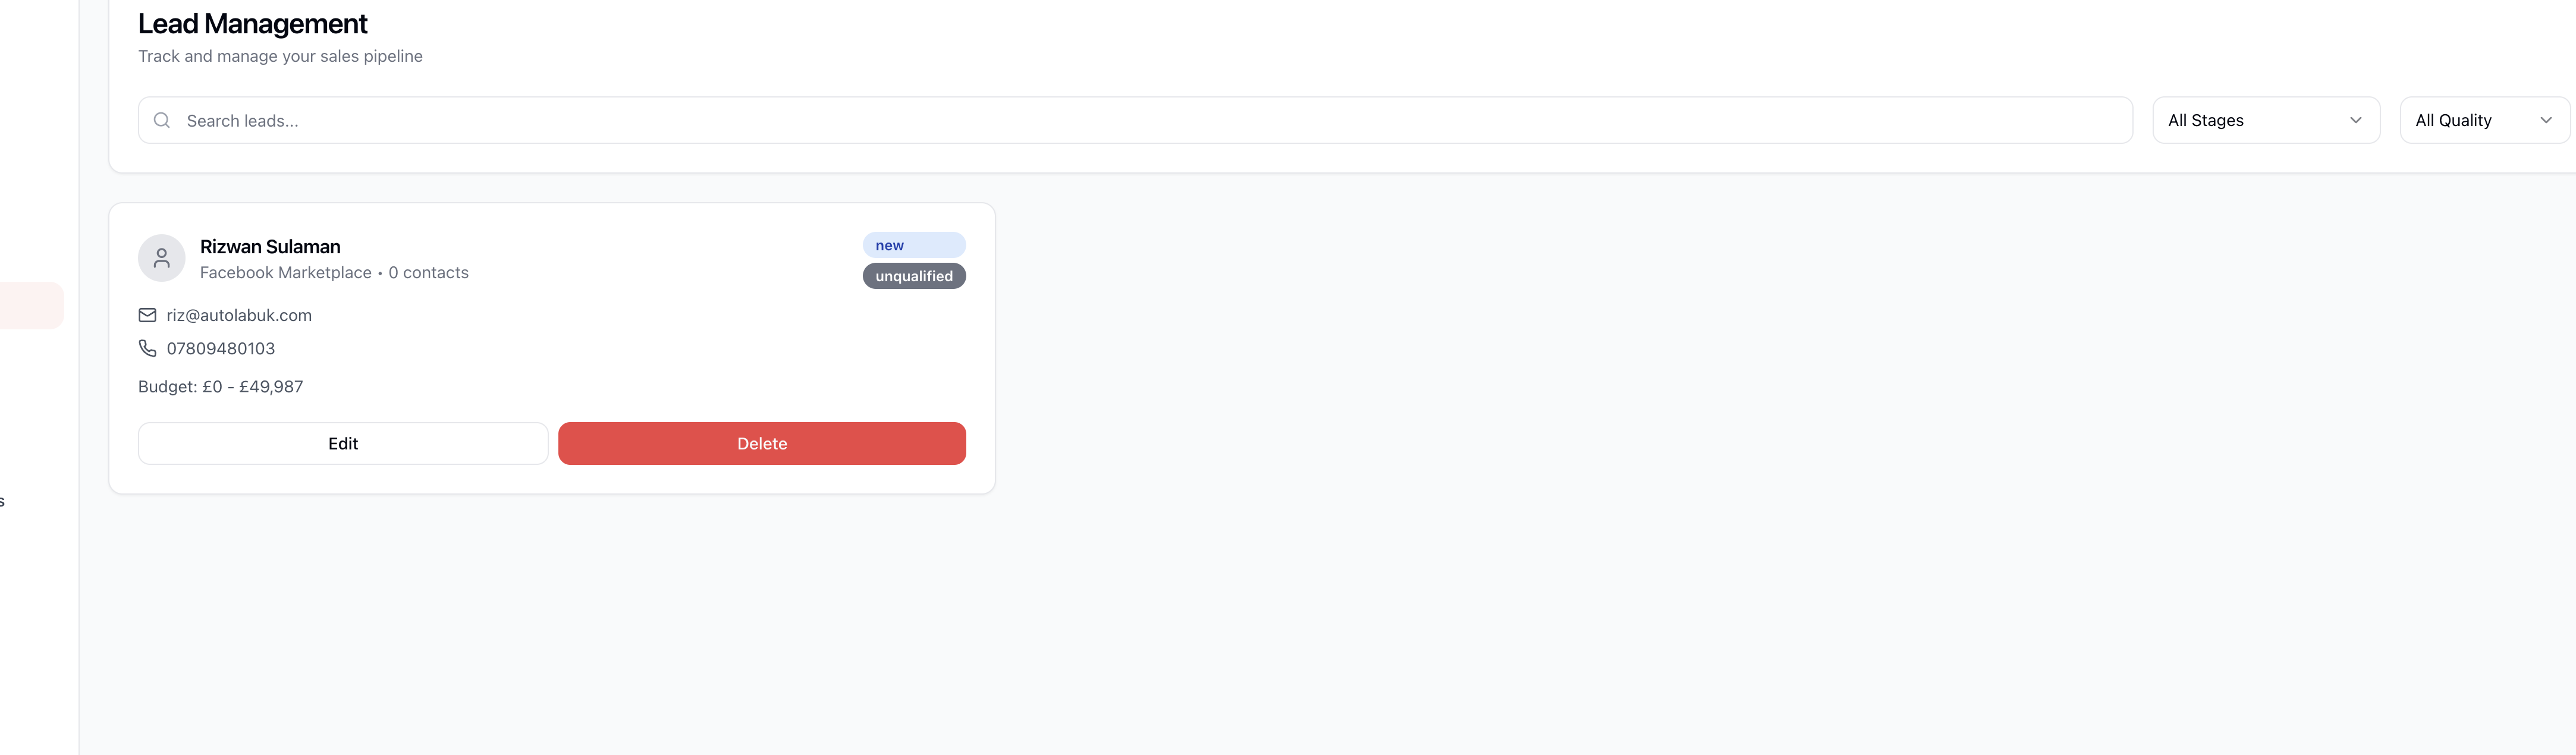 Lead Management
Track and manage your sales pipeline
Search leads...
All Stages
All Quality
Rizwan Sulaman
Facebook Marketplace • 0 contacts
new
unqualified
riz@autolabuk.com
07809480103
Budget: £0 - £49,987
Edit
Delete
s